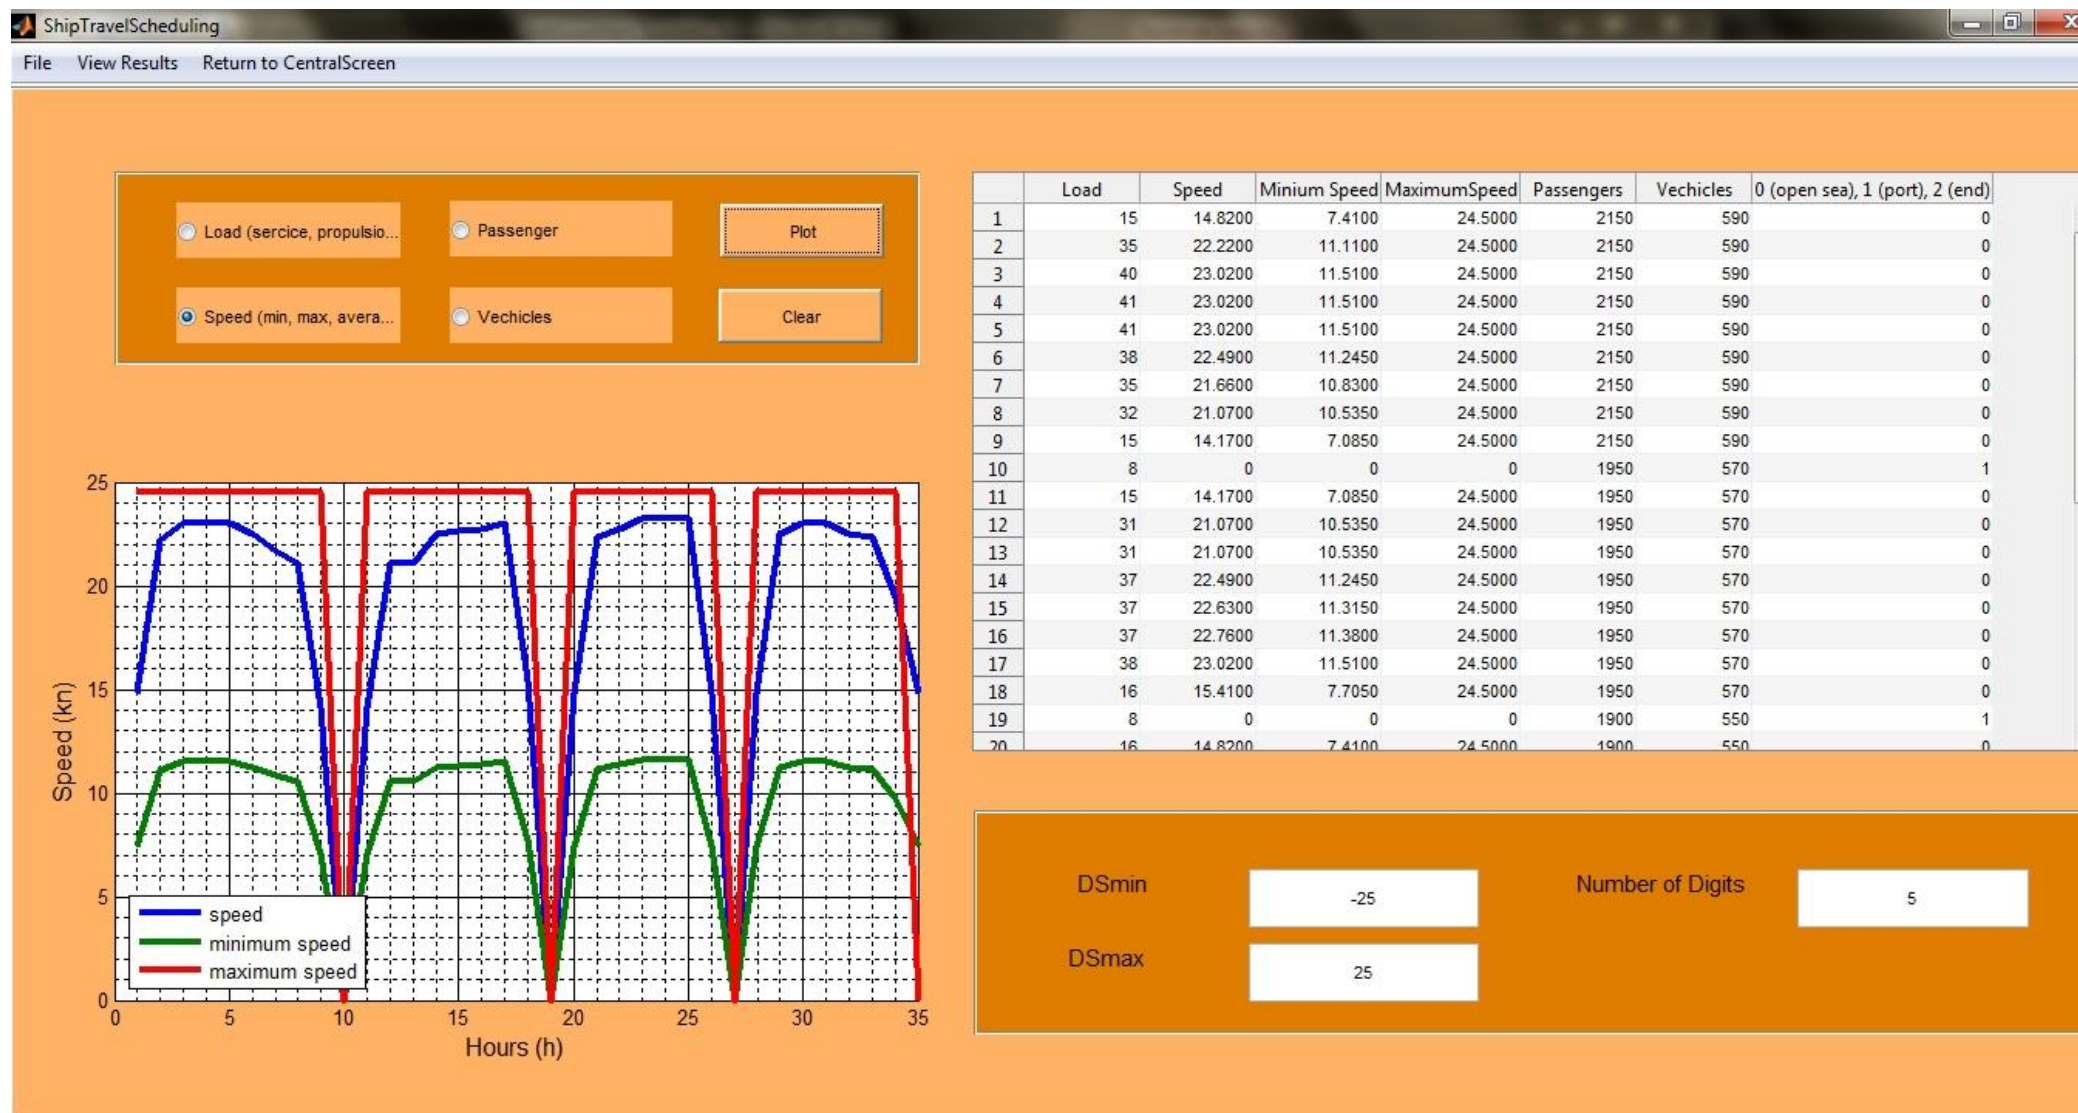 ShipTravelScheduling
File View Results Return to CentralScreen
Load (sercice, propulsio...
Passenger
Plot
Speed (min, max, avera...
Vechicles
Clear
Load Speed Minium Speed MaximumSpeed Passengers Vechicles 0 (open sea), 1 (port), 2 (end)
1 15 14.8200 7.4100 24.5000 2150 590 0
2 35 22.2200 11.1100 24.5000 2150 590 0
3 40 23.0200 11.5100 24.5000 2150 590 0
4 41 23.0200 11.5100 24.5000 2150 590 0
5 41 23.0200 11.5100 24.5000 2150 590 0
6 38 22.4900 11.2450 24.5000 2150 590 0
7 35 21.6600 10.8300 24.5000 2150 590 0
8 32 21.0700 10.5350 24.5000 2150 590 0
9 15 14.1700 7.0850 24.5000 2150 590 0
10 8 0 0 0 1950 570 1
11 15 14.1700 7.0850 24.5000 1950 570 0
12 31 21.0700 10.5350 24.5000 1950 570 0
13 31 21.0700 10.5350 24.5000 1950 570 0
14 37 22.4900 11.2450 24.5000 1950 570 0
15 37 22.6300 11.3150 24.5000 1950 570 0
16 37 22.7600 11.3800 24.5000 1950 570 0
17 38 23.0200 11.5100 24.5000 1950 570 0
18 16 15.4100 7.7050 24.5000 1950 570 0
19 8 0 0 0 1900 550 1
20 16 14.8200 7.4100 24.5000 1900 550 0
Speed (kn)
25
20
15
10
5
0
speed
minimum speed
maximum speed
0 5 10 15 20 25 30 35
Hours (h)
DSmin -25 Number of Digits 5
DSmax 25